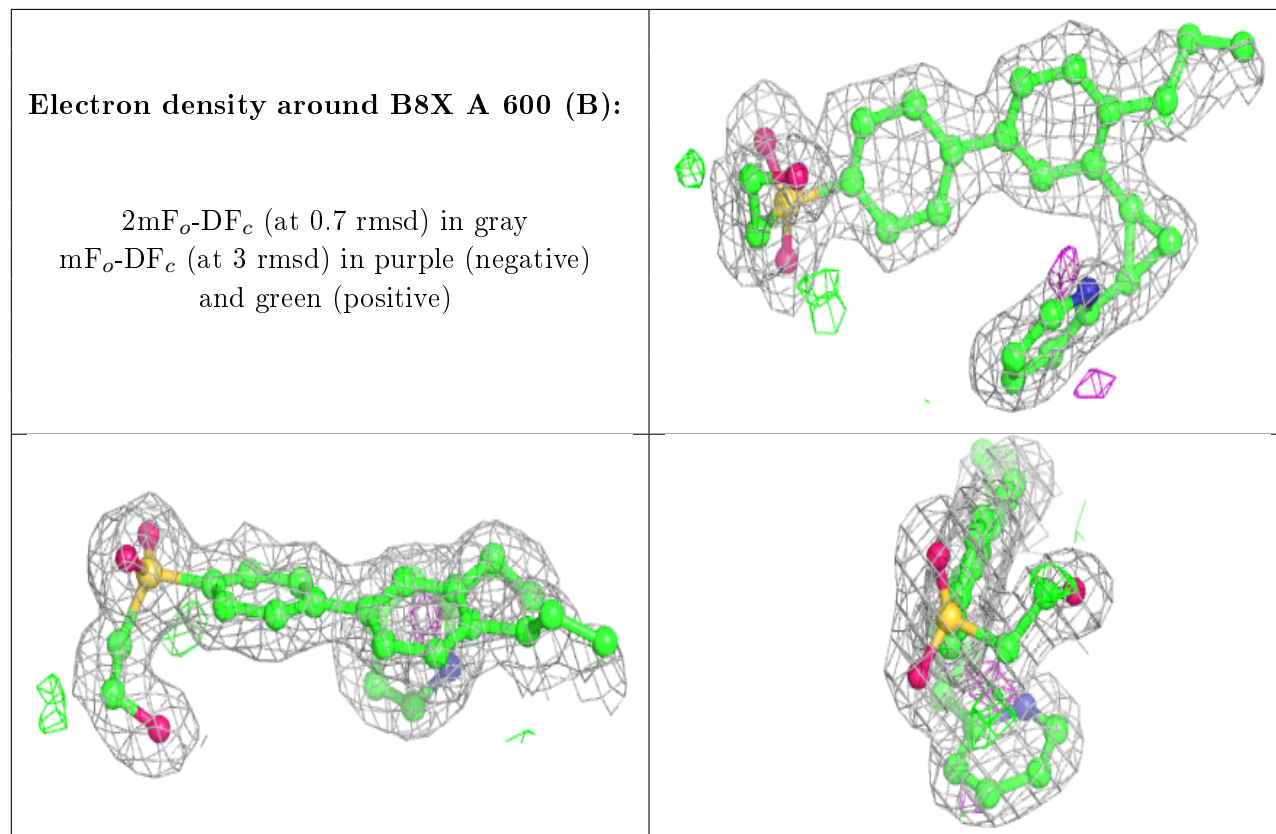 Electron density around B8X A 600 (B):
2mFo-DFc (at 0.7 rmsd) in gray
mFo-DFc (at 3 rmsd) in purple (negative)
and green (positive)